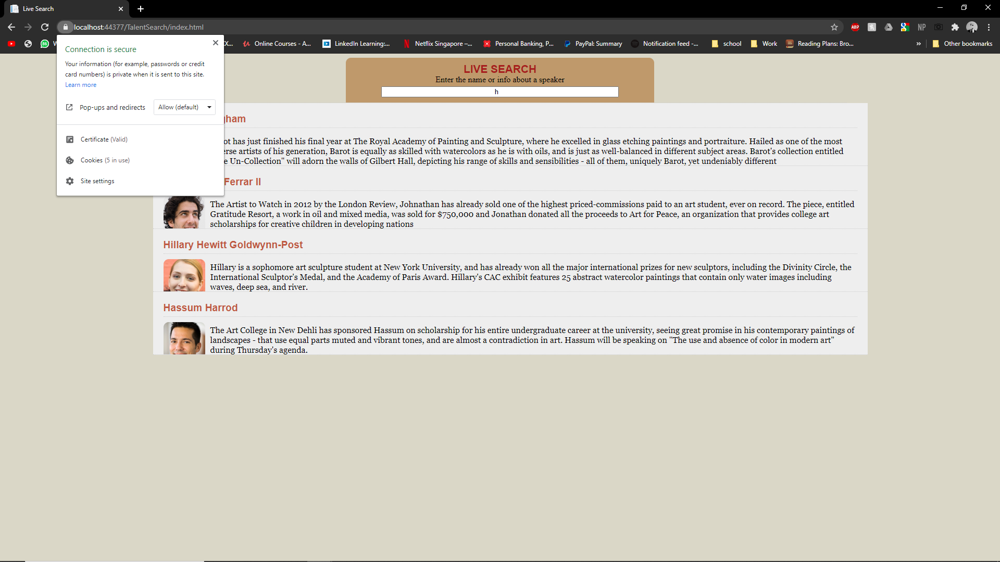 Live Search
localhost:44377/TalentSearch/index.html
ABP
NP
86
W
X...
Online Courses - A...
LinkedIn Learning:...
Netflix Singapore –...
Personal Banking, P...
PayPal: Summary
Notification feed -...
school
Work
Reading Plans: Bro...
»
Other bookmarks
Connection is secure
Your information (for example, passwords or credit
card numbers) is private when it is sent to this site.
Learn more
Pop-ups and redirects
Allow (default)
Certificate (Valid)
Cookies (5 in use)
Site settings
LIVE SEARCH
Enter the name or info about a speaker
h
gham
ot has just finished his final year at The Royal Academy of Painting and Sculpture, where he excelled in glass etching paintings and portraiture. Hailed as one of the most
erse artists of his generation, Barot is equally as skilled with watercolors as he is with oils, and is just as well-balanced in different subject areas. Barot's collection entitled
e Un-Collection" will adorn the walls of Gilbert Hall, depicting his range of skills and sensibilities - all of them, uniquely Barot, yet undeniably different
Ferrar II
The Artist to Watch in 2012 by the London Review, Johnathan has already sold one of the highest priced-commissions paid to an art student, ever on record. The piece, entitled
Gratitude Resort, a work in oil and mixed media, was sold for $750,000 and Jonathan donated all the proceeds to Art for Peace, an organization that provides college art
scholarships for creative children in developing nations
Hillary Hewitt Goldwynn-Post
Hillary is a sophomore art sculpture student at New York University, and has already won all the major international prizes for new sculptors, including the Divinity Circle, the
International Sculptor's Medal, and the Academy of Paris Award. Hillary's CAC exhibit features 25 abstract watercolor paintings that contain only water images including
waves, deep sea, and river.
Hassum Harrod
The Art College in New Dehli has sponsored Hassum on scholarship for his entire undergraduate career at the university, seeing great promise in his contemporary paintings of
landscapes - that use equal parts muted and vibrant tones, and are almost a contradiction in art. Hassum will be speaking on "The use and absence of color in modern art"
during Thursday's agenda.